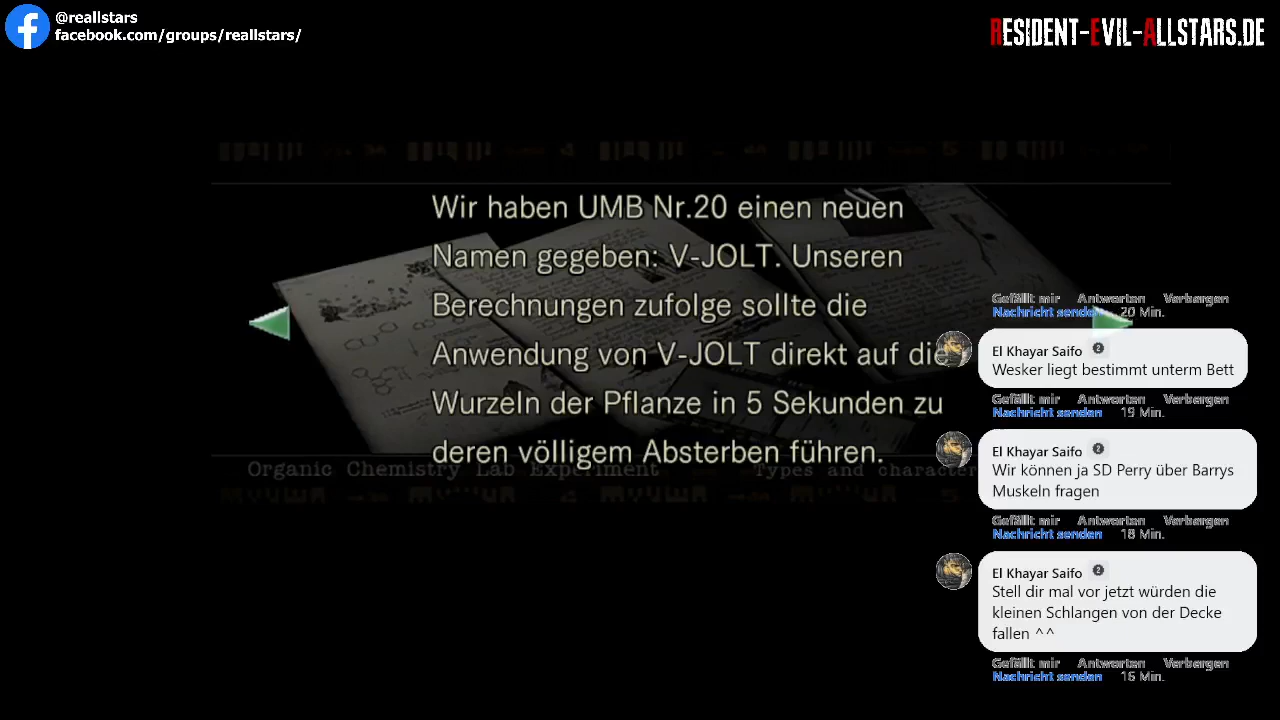 @reallstars
facebook.com/groups/reallstars/
RESIDENT-EVIL-ALLSTARS.DE
Wir haben UMB Nr.20 einen neuen
Namen gegeben: V-JOLT. Unseren
Berechnungen zufolge sollte die
Anwendung von V-JOLT direkt auf die
Wurzeln der Pflanze in 5 Sekunden zu
deren völligem Absterben führen.
Organic Chemistry Lab Experiment
Types and character
Gefällt mir Antworten Verbergen
Nachricht senden 20 Min.
El Khayar Saifo
Wesker liegt bestimmt unterm Bett
Gefällt mir Antworten Verbergen
Nachricht senden 19 Min.
El Khayar Saifo
Wir können ja SD Perry über Barrys
Muskeln fragen
Gefällt mir Antworten Verbergen
Nachricht senden 18 Min.
El Khayar Saifo
Stell dir mal vor jetzt würden die
kleinen Schlangen von der Decke
fallen ^^
Gefällt mir Antworten Verbergen
Nachricht senden 16 Min.